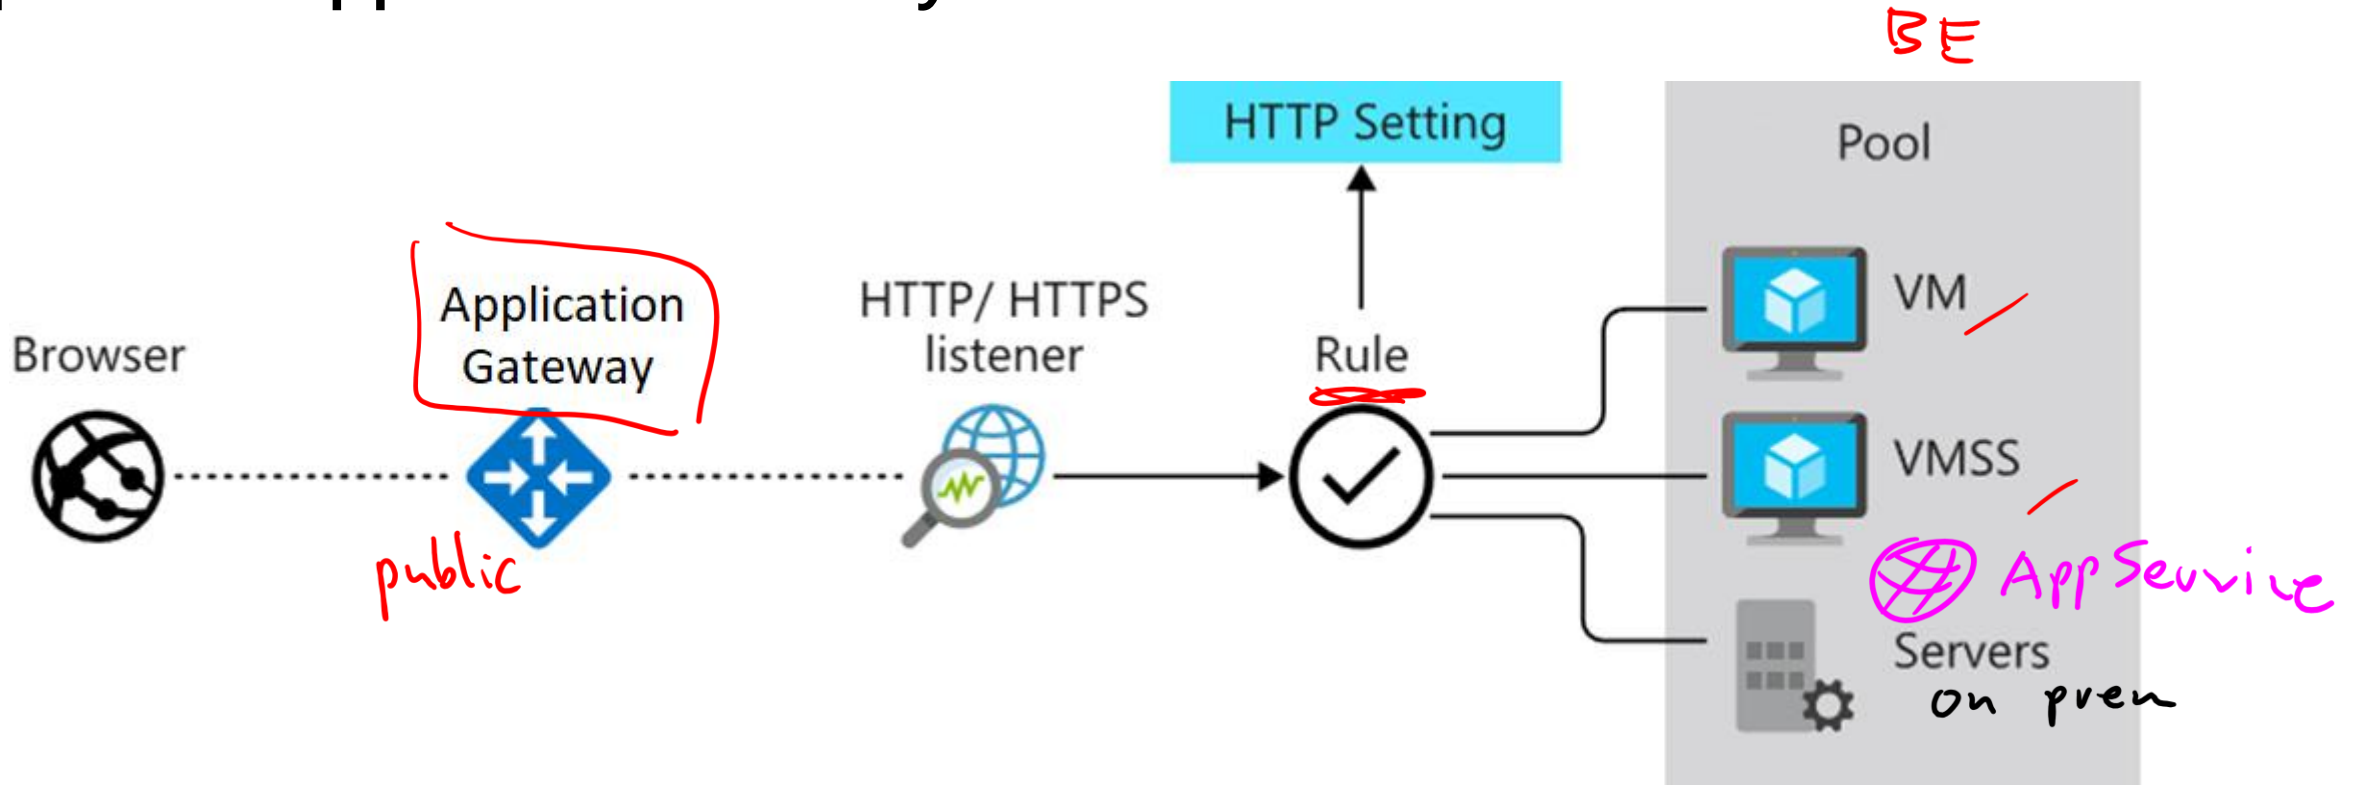 BE
HTTP Setting
Pool
Application
Gateway
HTTP/ HTTPS
listener
Rule
VM
Browser
VMSS
public
App Service
Servers
on prem